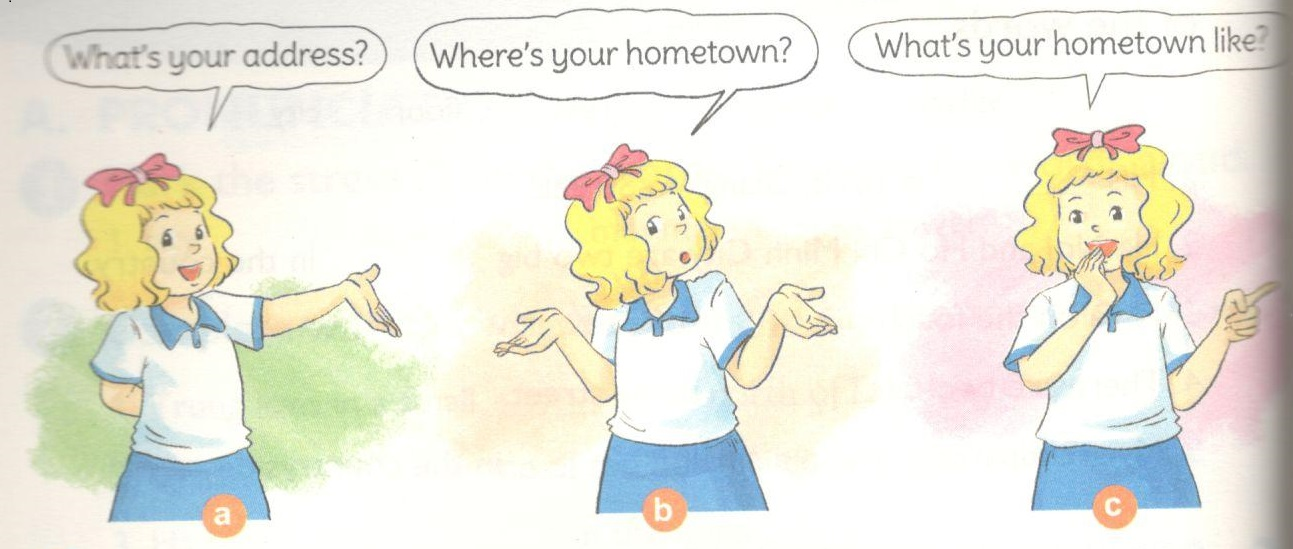 What's your address?
Where's your hometown?
What's your hometown like?
a
b
c